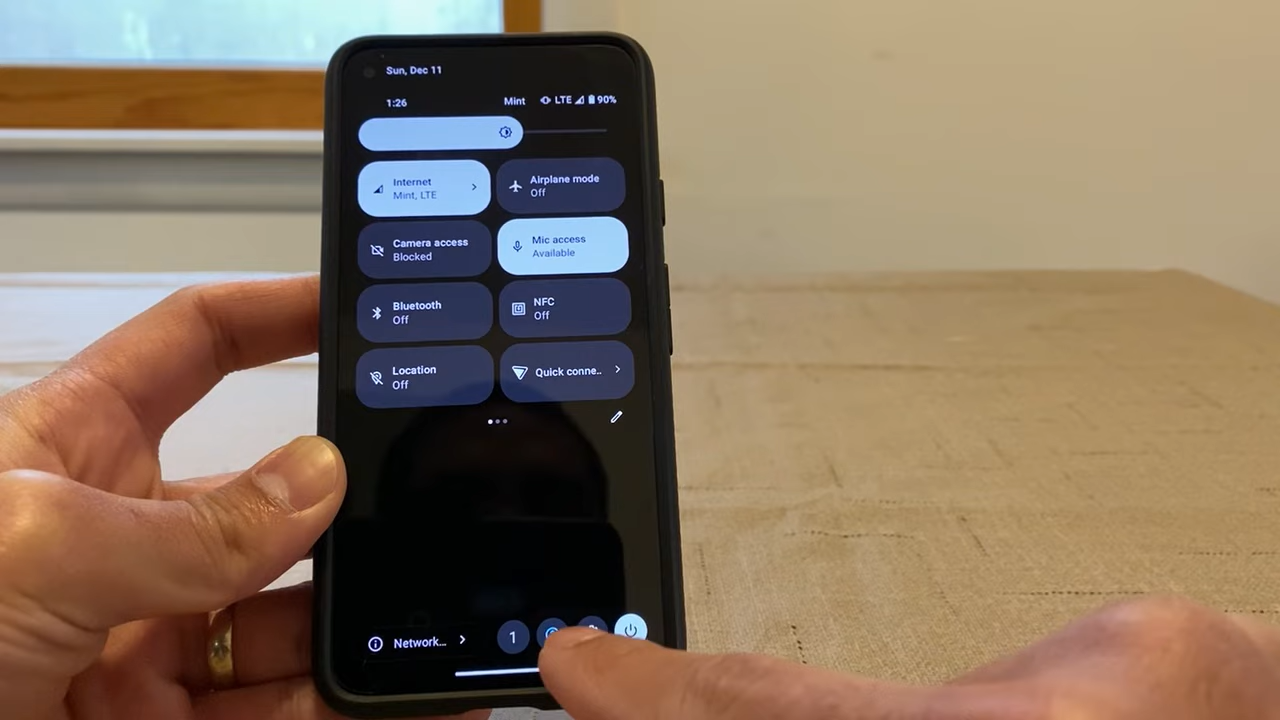 Sun, Dec 11
1:26 Mint LTE 90%
Internet
Mint, LTE
Airplane mode
Off
Camera access
Blocked
Mic access
Available
Bluetooth
Off
NFC
Off
Location
Off
Quick conne..
Network...
1